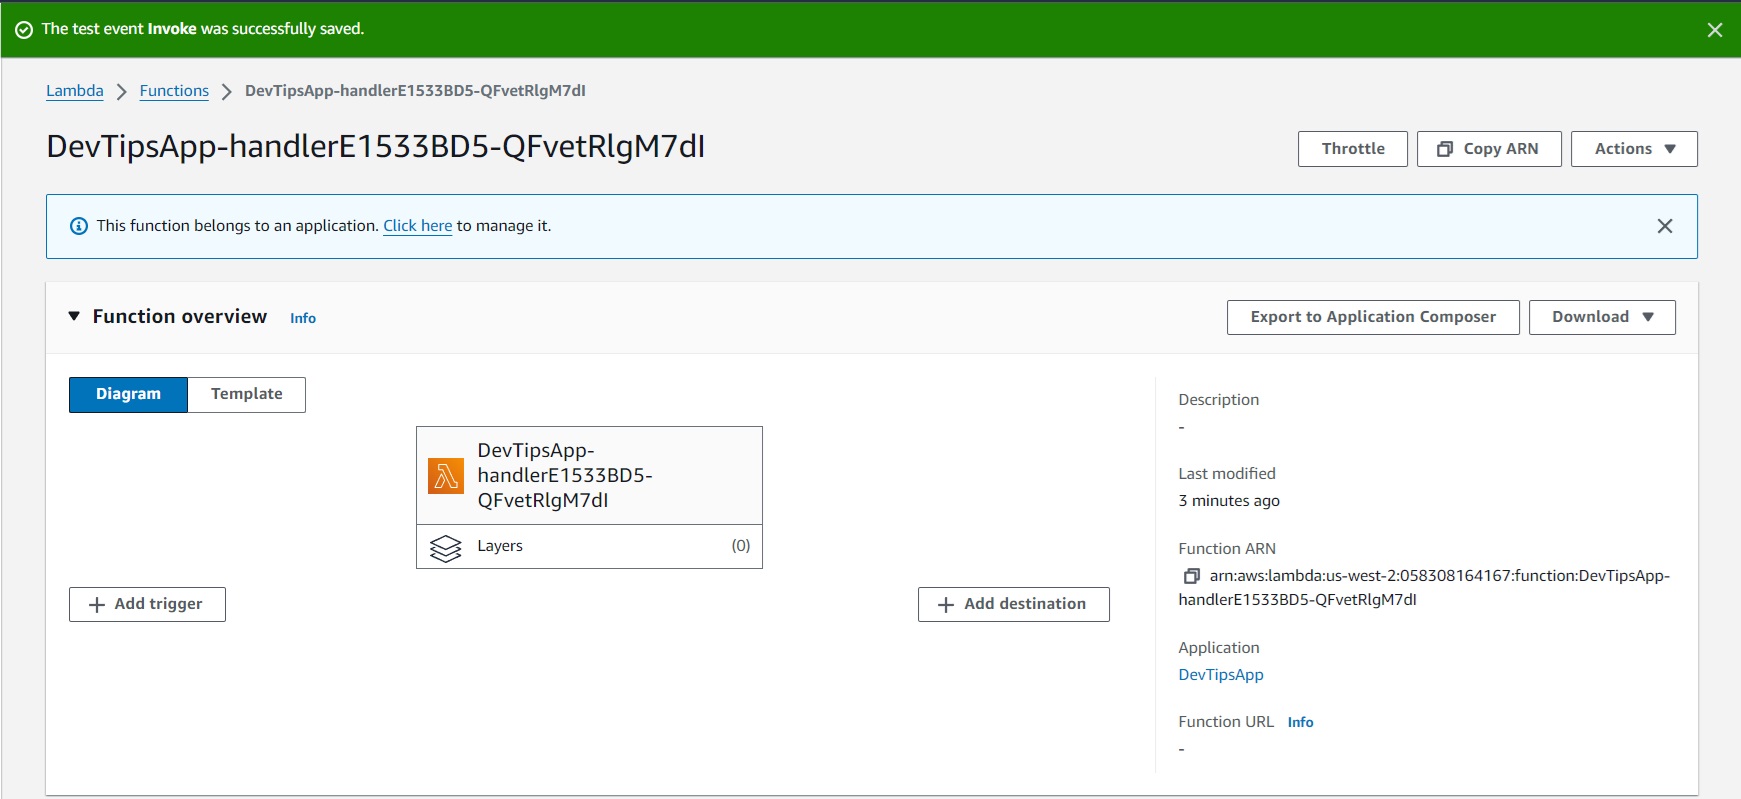 The test event Invoke was successfully saved.
Lambda
Functions
DevTipsApp-handlerE1533BD5-QFvetRlgM7dI
DevTipsApp-handlerE1533BD5-QFvetRlgM7dI
Throttle
Copy ARN
Actions
This function belongs to an application. Click here to manage it.
Function overview
Info
Export to Application Composer
Download
Diagram
Template
DevTipsApp-
handlerE1533BD5-
QFvetRlgM7dI
Layers
(0)
Add trigger
Add destination
Description
-
Last modified
3 minutes ago
Function ARN
arn:aws:lambda:us-west-2:058308164167:function:DevTipsApp-
handlerE1533BD5-QFvetRlgM7dI
Application
DevTipsApp
Function URL Info
-